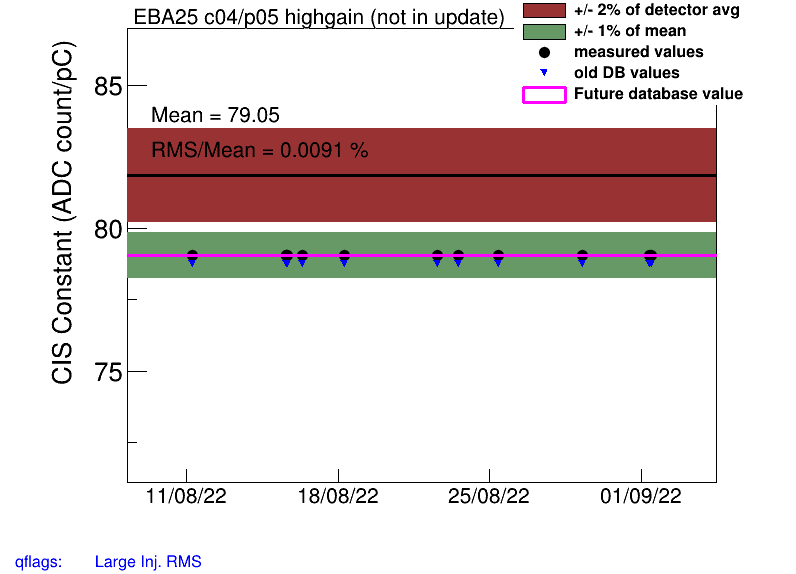 EBA25 c04/p05 highgain (not in update)
+/- 2% of detector avg
+/- 1% of mean
measured values
old DB values
Future database value
CIS Constant (ADC count/pC)
85
80
75
Mean = 79.05
RMS/Mean = 0.0091 %
11/08/22 18/08/22 25/08/22 01/09/22
qflags: Large Inj. RMS